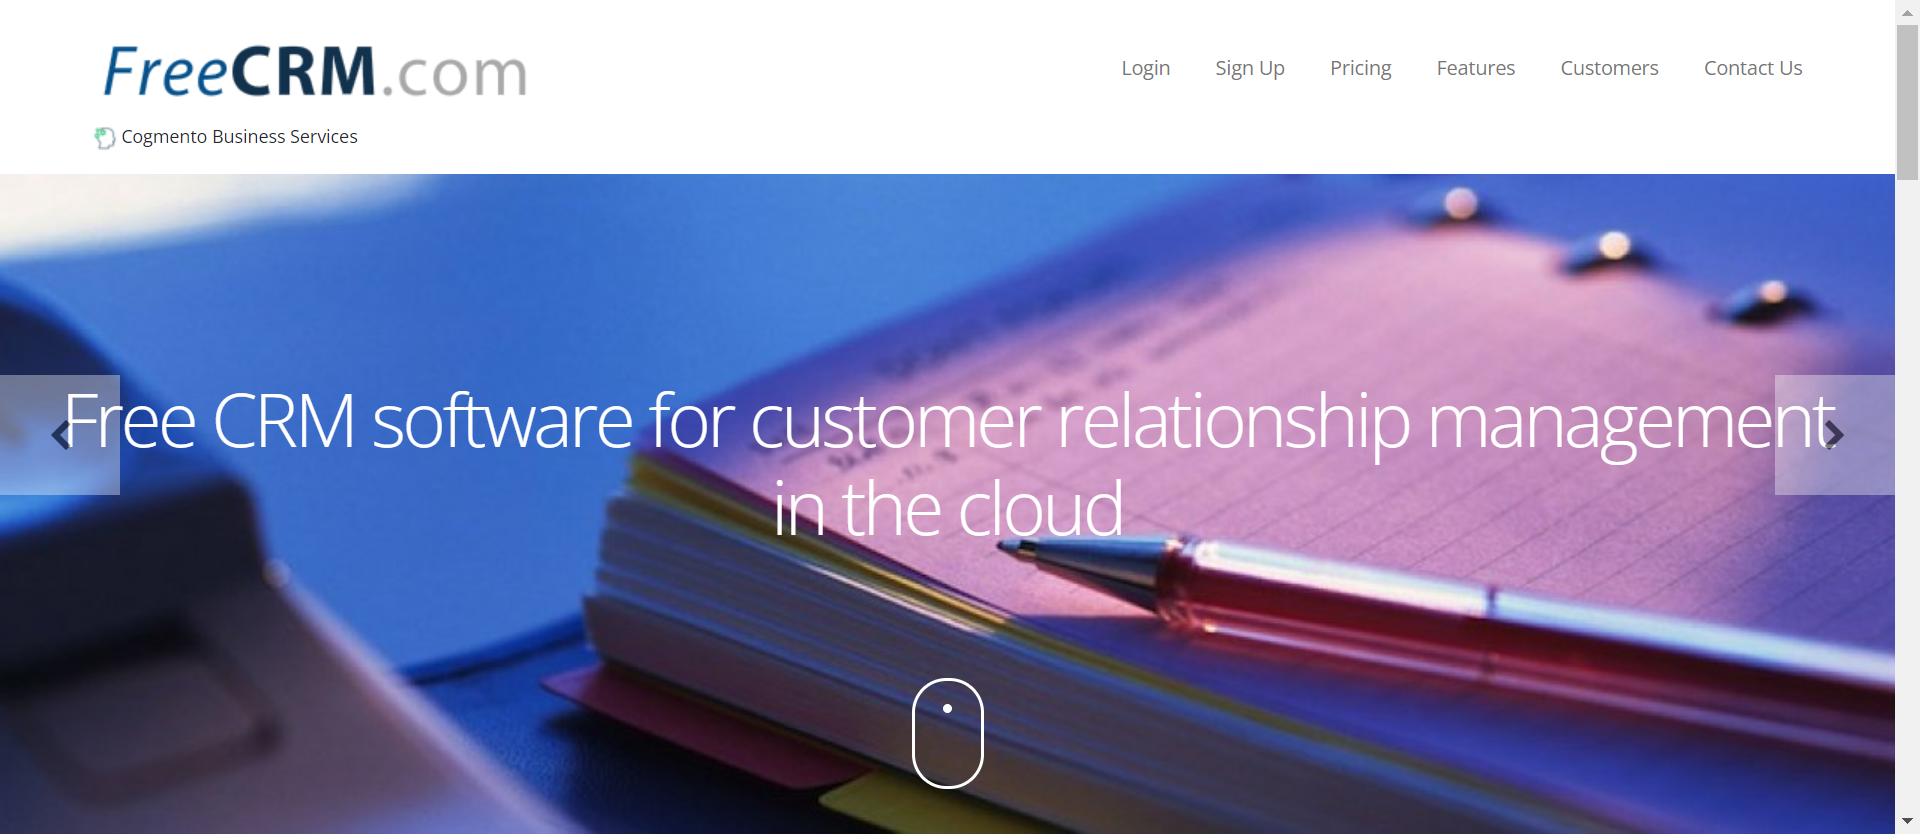 FreeCRM.com
Login Sign Up Pricing Features Customers Contact Us
Cogmento Business Services
Free CRM software for customer relationship management
in the cloud